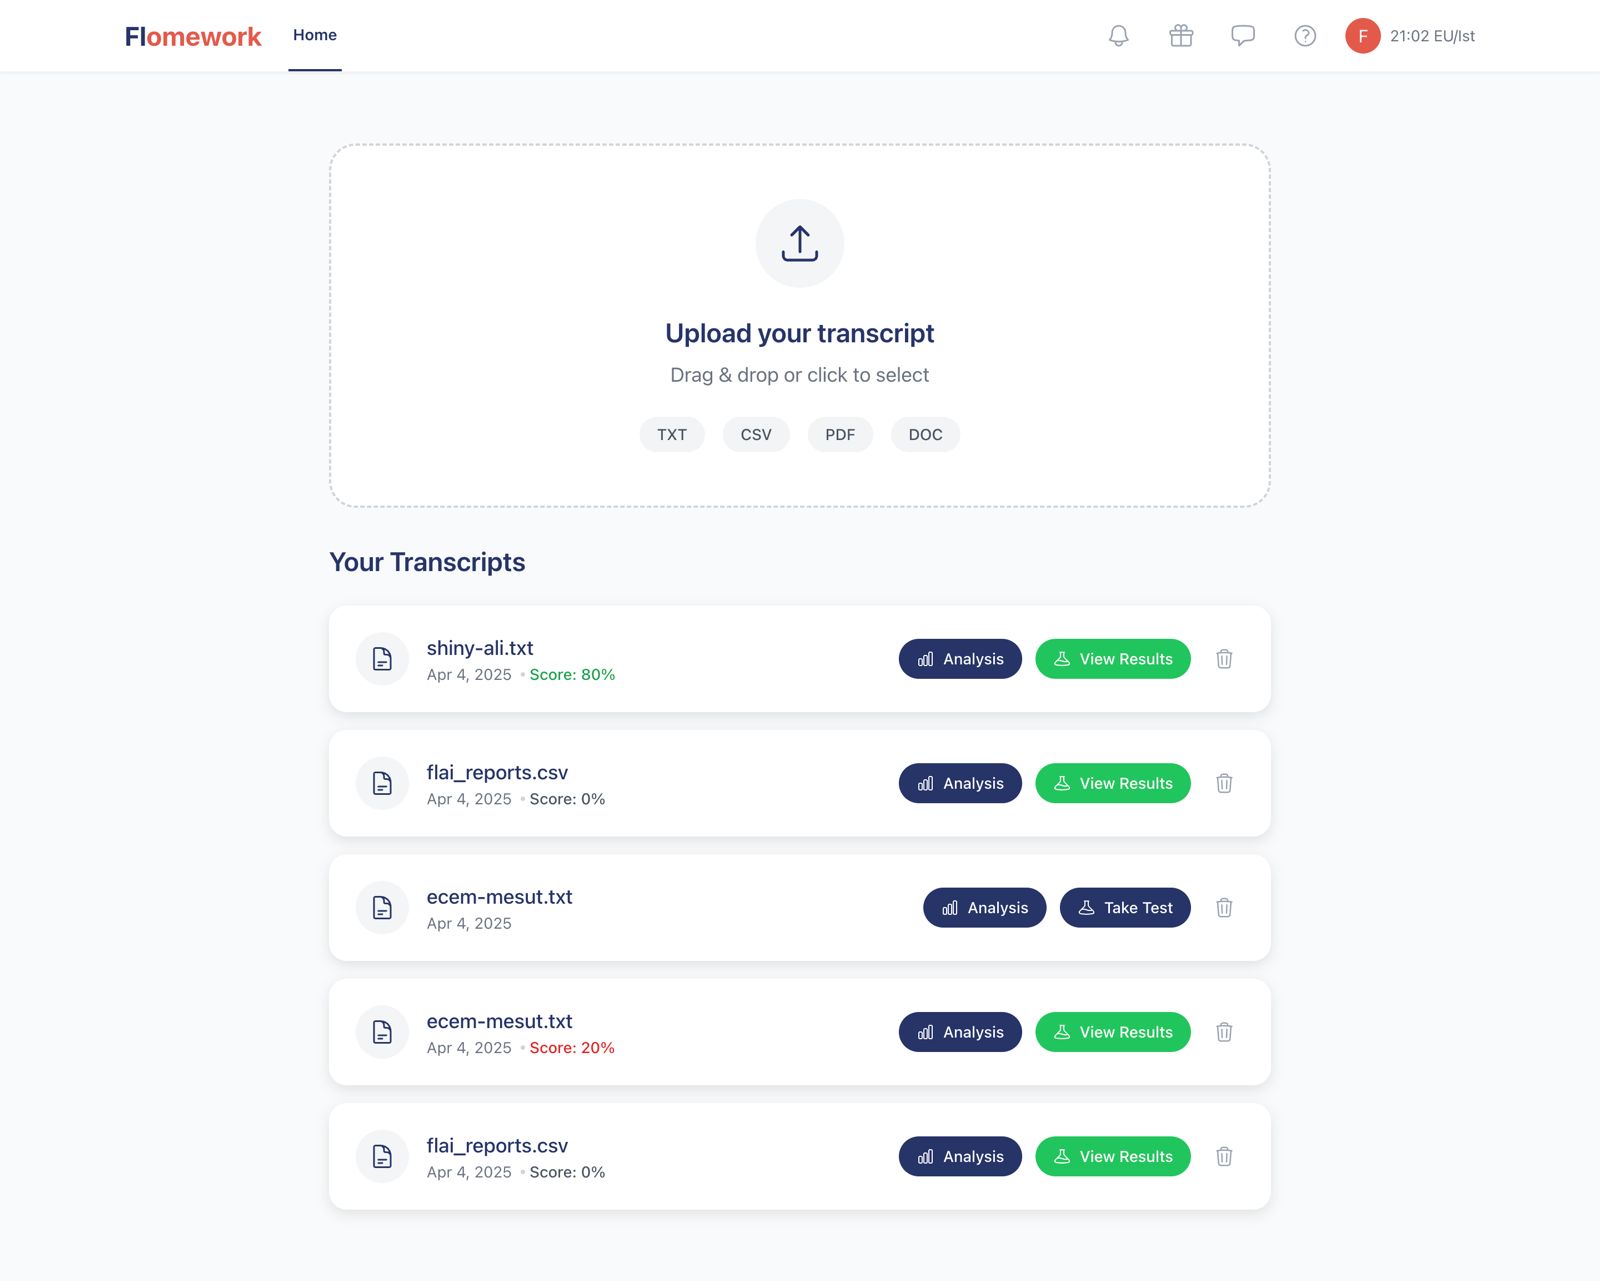 Flomework
Home
F
21:02 EU/Ist
Upload your transcript
Drag & drop or click to select
TXT
CSV
PDF
DOC
Your Transcripts
shiny-ali.txt
Apr 4, 2025 • Score: 80%
Analysis
View Results
flai_reports.csv
Apr 4, 2025 • Score: 0%
Analysis
View Results
ecem-mesut.txt
Apr 4, 2025
Analysis
Take Test
ecem-mesut.txt
Apr 4, 2025 • Score: 20%
Analysis
View Results
flai_reports.csv
Apr 4, 2025 • Score: 0%
Analysis
View Results